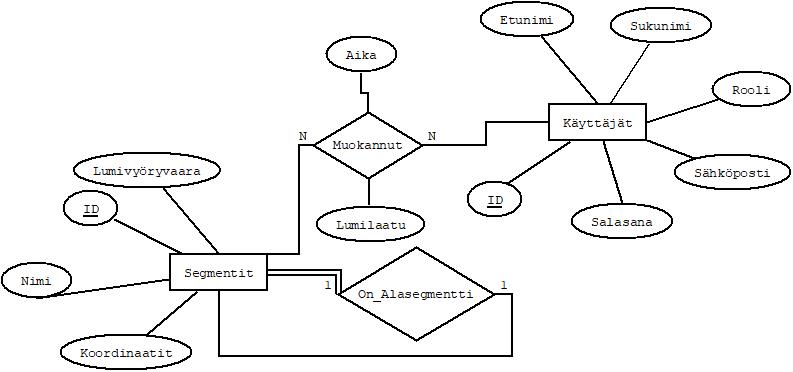 Etunimi
Sukunimi
Aika
Rooli
Käyttäjät
N
Muokannut
N
Lumivyöryvaara
Sähköposti
ID
ID
Salasana
Lumilaatu
Segmentit
Nimi
1
On_Alasegmentti
1
Koordinaatit